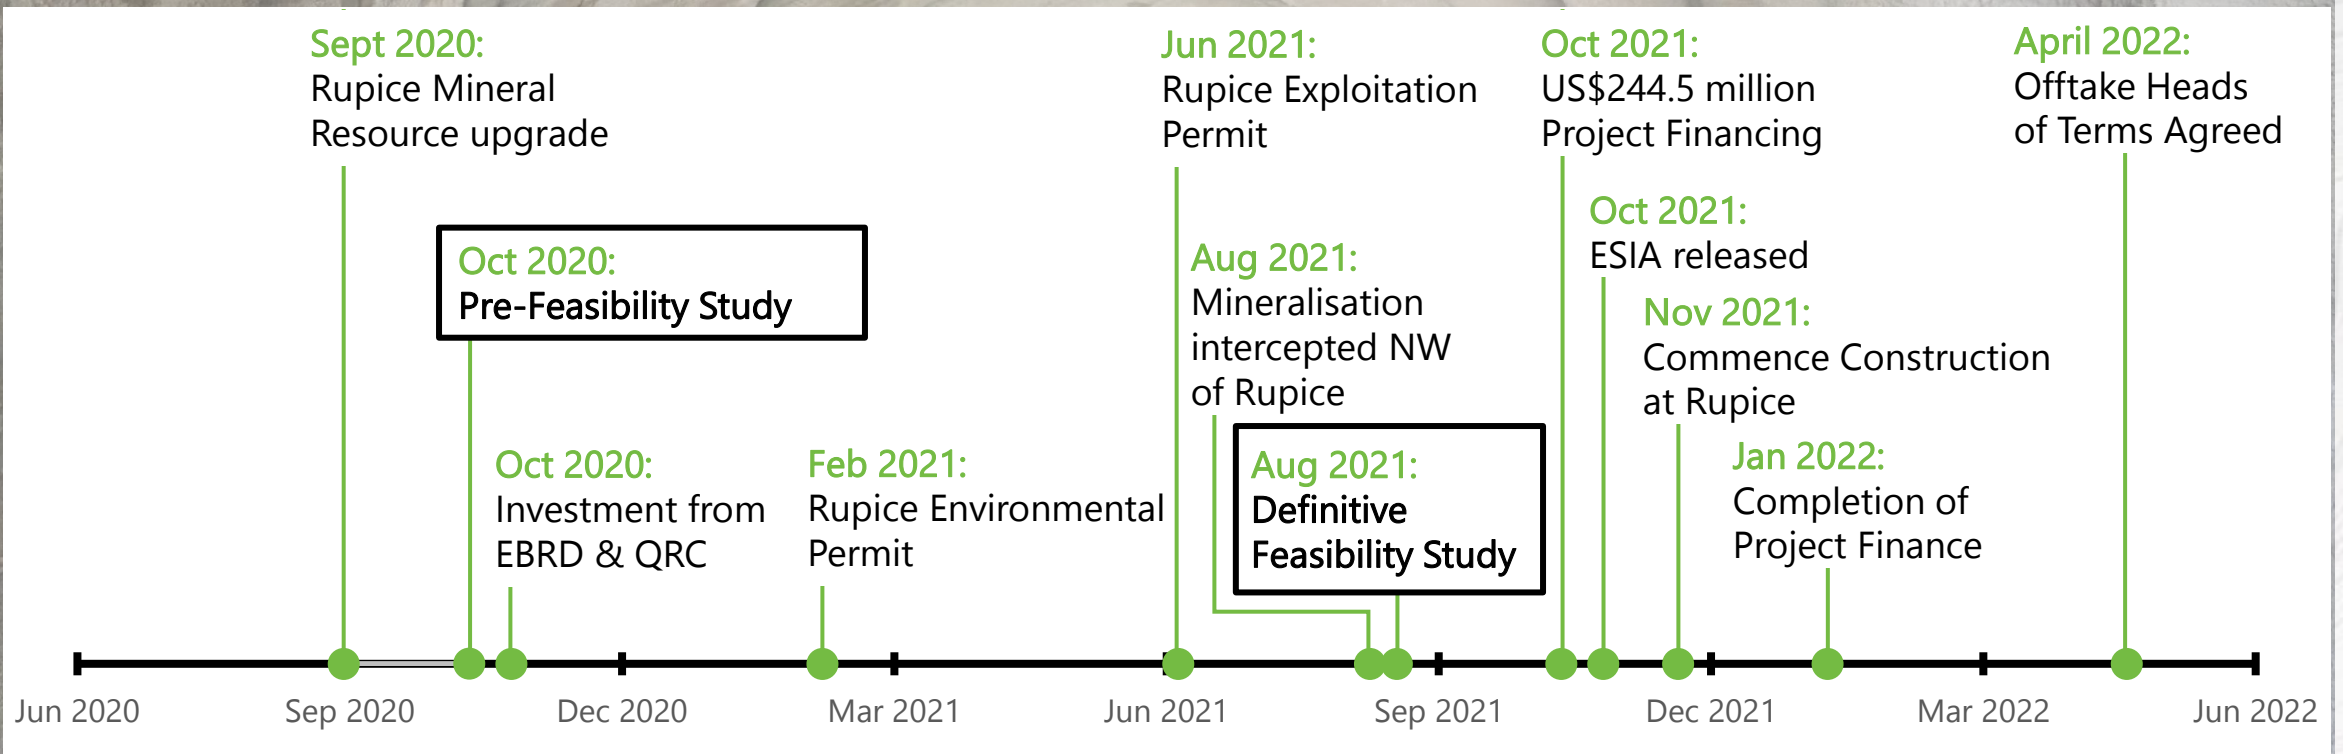 Sept 2020:
Rupice Mineral
Resource upgrade
Oct 2020:
Pre-Feasibility Study
Oct 2020:
Investment from
EBRD & QRC
Feb 2021:
Rupice Environmental
Permit
Jun 2021:
Rupice Exploitation
Permit
Aug 2021:
Mineralisation
intercepted NW
of Rupice
Aug 2021:
Definitive
Feasibility Study
Oct 2021:
US$244.5 million
Project Financing
Oct 2021:
ESIA released
Nov 2021:
Commence Construction
at Rupice
Jan 2022:
Completion of
Project Finance
April 2022:
Offtake Heads
of Terms Agreed
Jun 2020
Sep 2020
Dec 2020
Mar 2021
Jun 2021
Sep 2021
Dec 2021
Mar 2022
Jun 2022